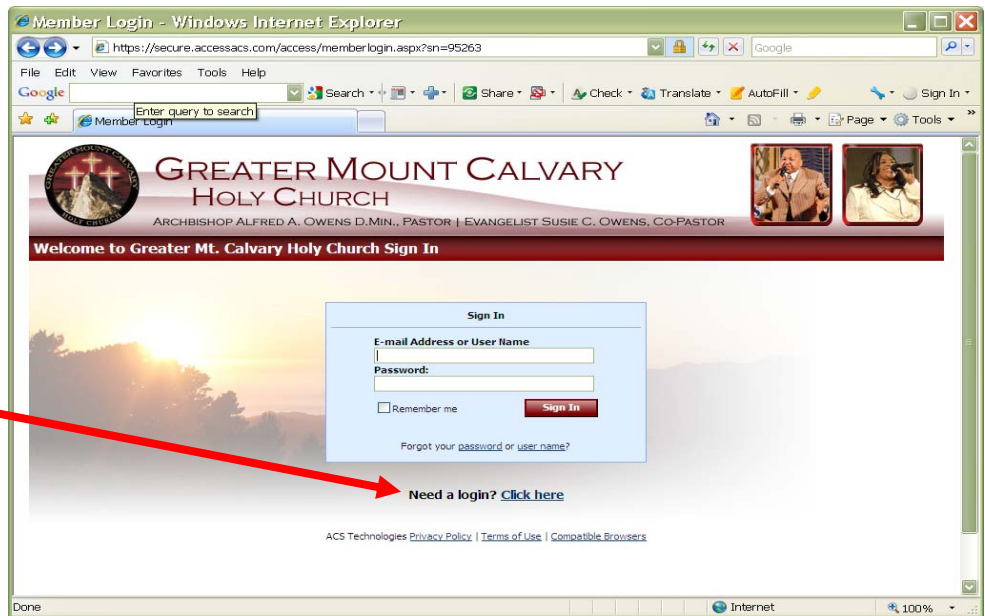 Member Login - Windows Internet Explorer
https://secure.accessacs.com/access/memberlogin.aspx?sn=95263
Google
File Edit View Favorites Tools Help
Google Search Share Check Translate AutoFill Sign In
Enter query to search
Member Login
Page Tools »
MOUNT CALVARY
HOLY CHURCH
GREATER MOUNT CALVARY
HOLY CHURCH
ARCHBISHOP ALFRED A. OWENS D.MIN., PASTOR | EVANGELIST SUSIE C. OWENS, CO-PASTOR
Welcome to Greater Mt. Calvary Holy Church Sign In
Sign In
E-mail Address or User Name
Password:
Remember me Sign In
Forgot your password or user name?
Need a login? Click here
ACS Technologies Privacy Policy | Terms of Use | Compatible Browsers
Done Internet 100%